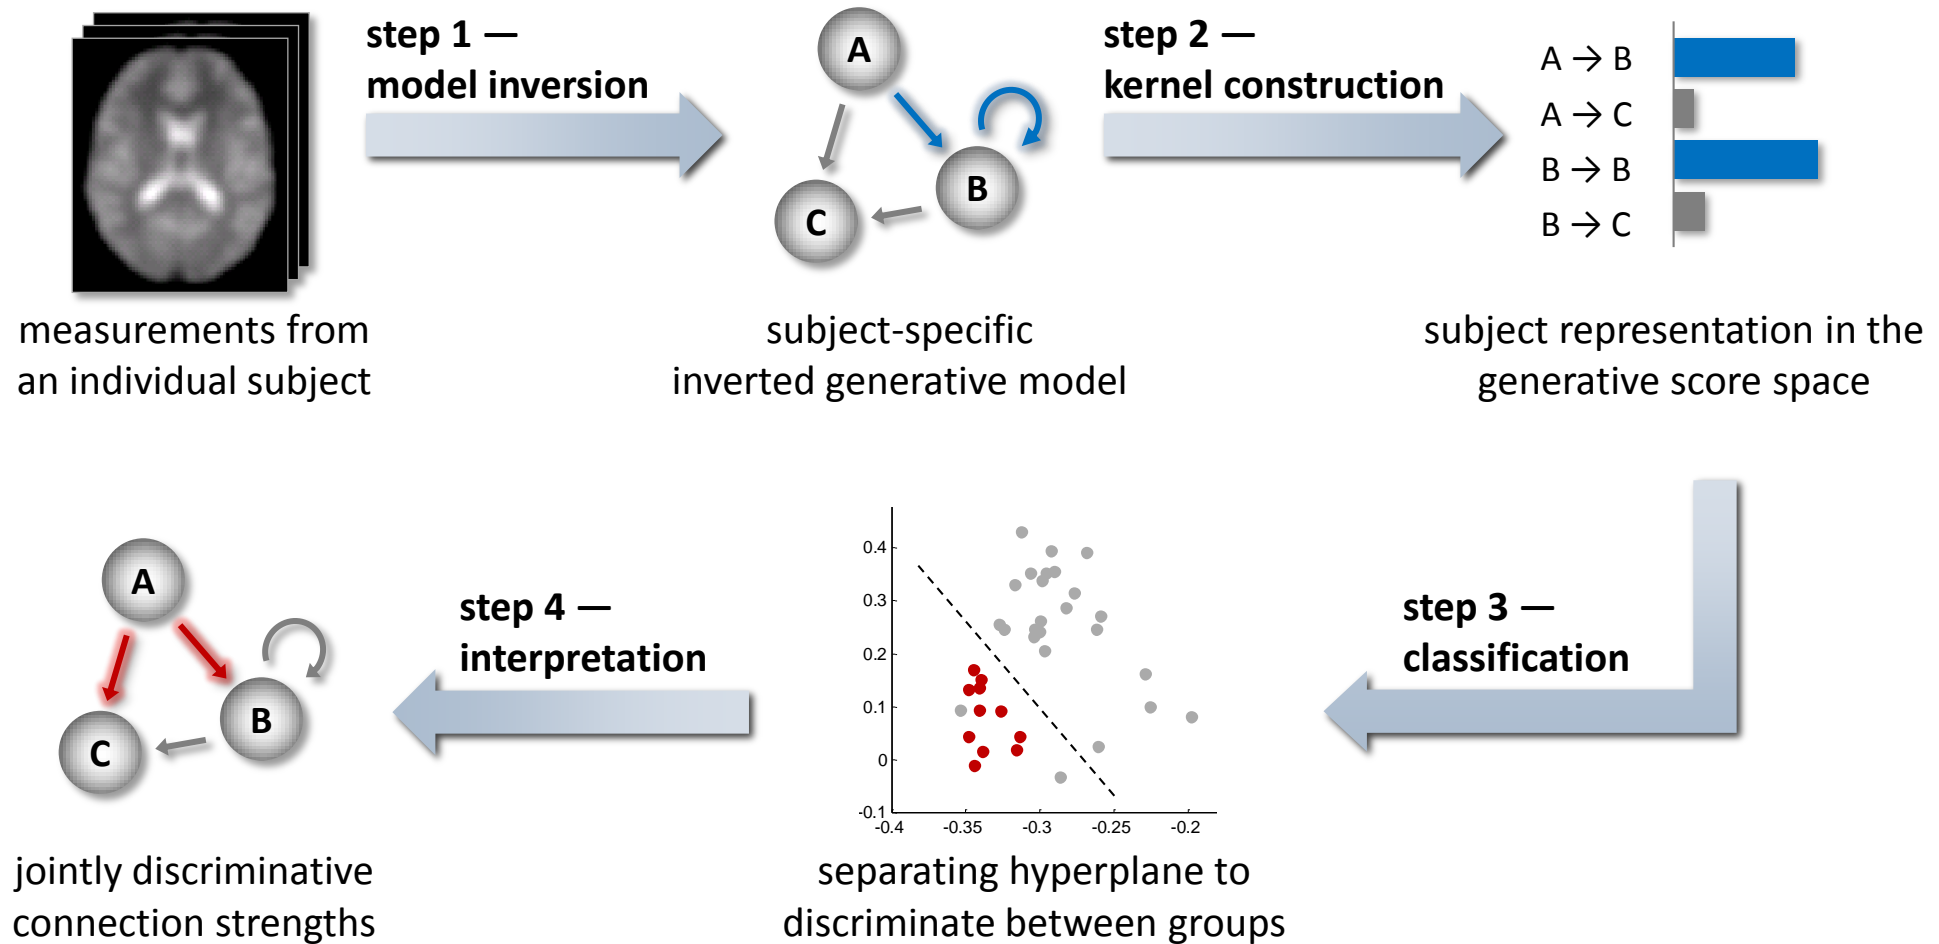 step 1 —
model inversion
A
B
C
step 2 —
kernel construction
A → B
A → C
B → B
B → C
measurements from
an individual subject
subject-specific
inverted generative model
subject representation in the
generative score space
A
B
C
step 4 —
interpretation
0.4
0.3
0.2
0.1
0
-0.1
-0.4 -0.35 -0.3 -0.25 -0.2
step 3 —
classification
jointly discriminative
connection strengths
separating hyperplane to
discriminate between groups